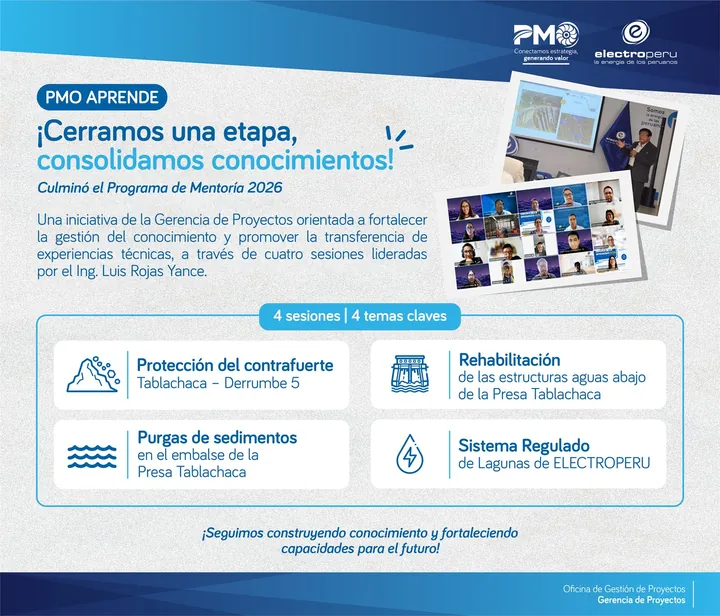 PMO
Conectamos estrategia,
generando valor
electroperu
la energía de los peruanos
PMO APRENDE
¡Cerramos una etapa,
consolidamos conocimientos!
Culminó el Programa de Mentoría 2026
Una iniciativa de la Gerencia de Proyectos orientada a fortalecer
la gestión del conocimiento y promover la transferencia de
experiencias técnicas, a través de cuatro sesiones lideradas
por el Ing. Luis Rojas Yance.
Somos
4 sesiones | 4 temas claves
Protección del contrafuerte
Tablachaca – Derrumbe 5
Rehabilitación
de las estructuras aguas abajo
de la Presa Tablachaca
Purgas de sedimentos
en el embalse de la
Presa Tablachaca
Sistema Regulado
de Lagunas de ELECTROPERU
¡Seguimos construyendo conocimiento y fortaleciendo
capacidades para el futuro!
Oficina de Gestión de Proyectos
Gerencia de Proyectos